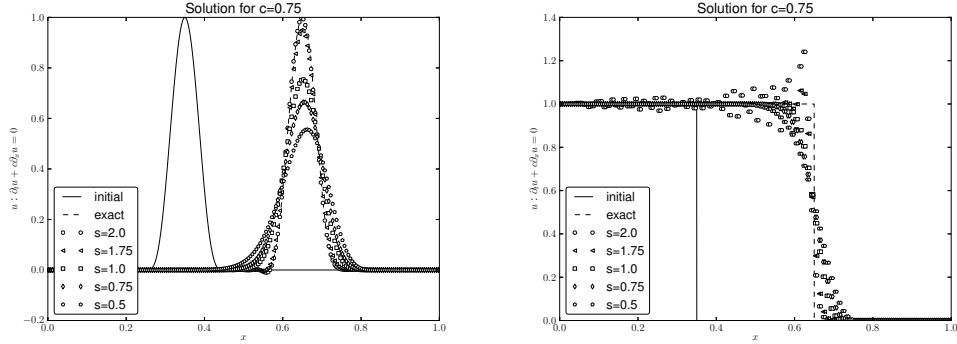 Solution for c=0.75
1.0
0.8
0.6
0.4
0.2
0.0
−0.2
u : ∂ₜu + c∂ₓu = 0
initial
exact
s=2.0
s=1.75
s=1.0
s=0.75
s=0.5
0.0 0.2 0.4 0.6 0.8 1.0
x
Solution for c=0.75
1.4
1.2
1.0
0.8
0.6
0.4
0.2
0.0
u : ∂ₜu + c∂ₓu = 0
initial
exact
s=2.0
s=1.75
s=1.0
s=0.75
s=0.5
0.0 0.2 0.4 0.6 0.8 1.0
x